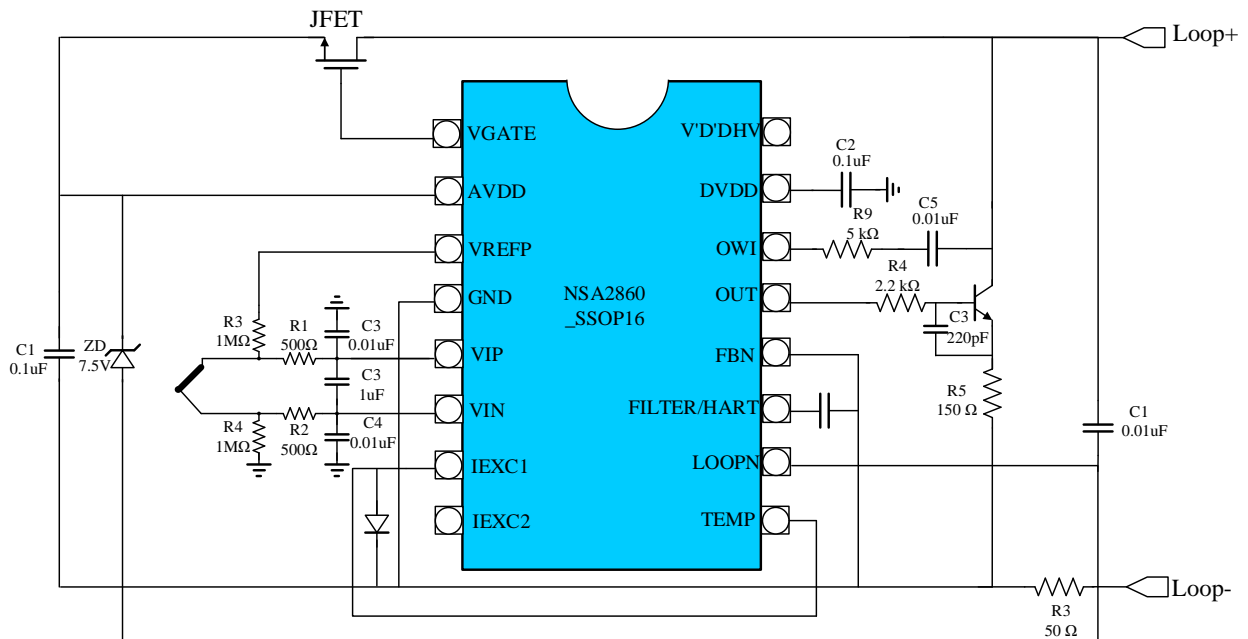 JFET
Loop+
VGATE
V'D'DHV
C2
0.1uF
AVDD
DVDD
R9
5 kΩ
C5
0.01uF
VREFP
OWI
R4
2.2 kΩ
GND
NSA2860
_SSOP16
OUT
R3
1MΩ
R1
500Ω
C3
0.01uF
C3
220pF
C1
0.1uF
ZD
7.5V
VIP
FBN
C3
1uF
R5
150 Ω
VIN
FILTER/HART
R4
1MΩ
R2
500Ω
C4
0.01uF
C1
0.01uF
IEXC1
LOOPN
IEXC2
TEMP
Loop-
R3
50 Ω